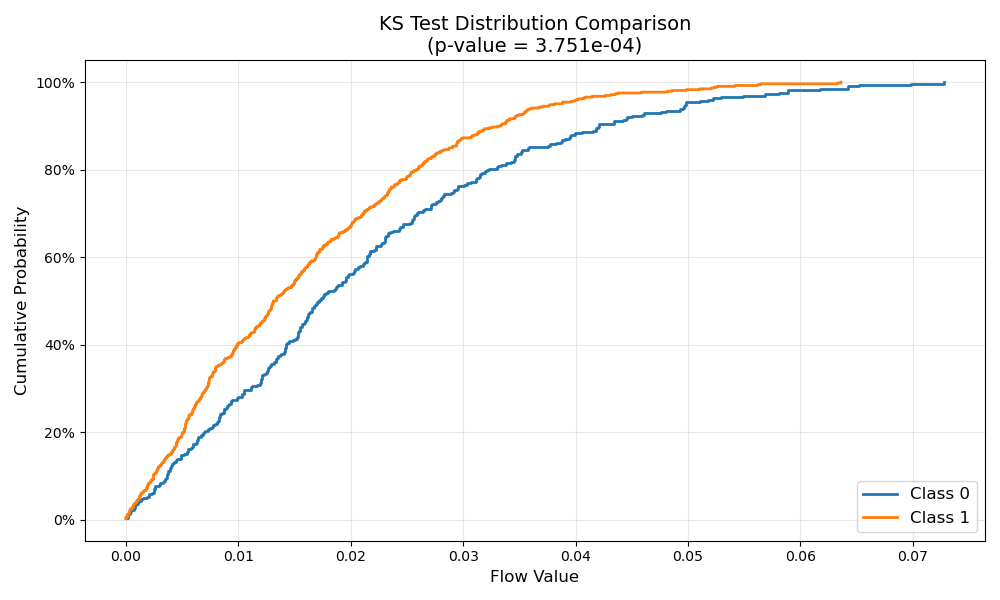 KS Test Distribution Comparison
(p-value = 3.751e-04)
Cumulative Probability
100%
80%
60%
40%
20%
0%
0.00 0.01 0.02 0.03 0.04 0.05 0.06 0.07
Flow Value
Class 0
Class 1